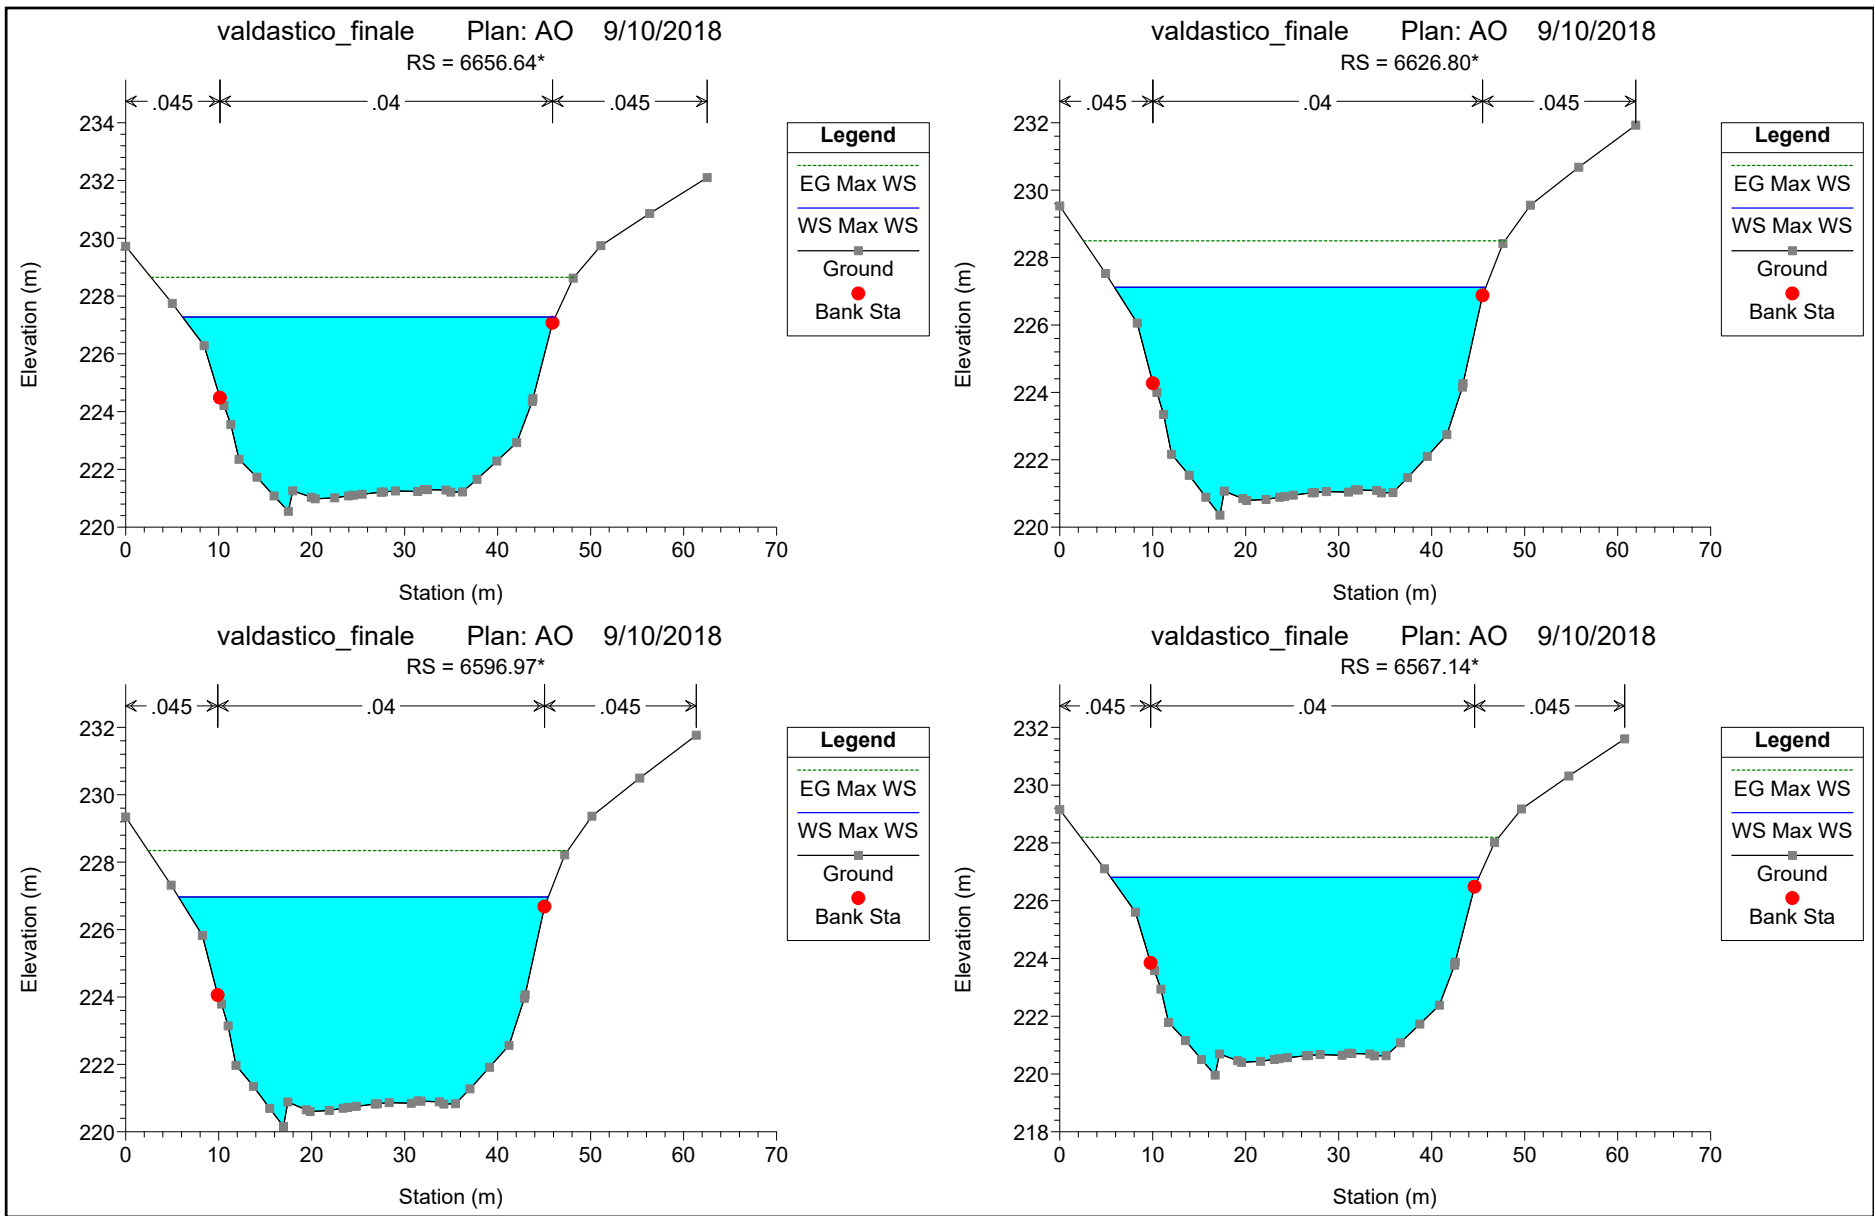 valdastico_finale Plan: AO 9/10/2018
RS = 6656.64*
.045 .04 .045
234
232
230
228
226
224
222
220
0 10 20 30 40 50 60 70
Elevation (m)
Station (m)
Legend
EG Max WS
WS Max WS
Ground
Bank Sta
valdastico_finale Plan: AO 9/10/2018
RS = 6626.80*
.045 .04 .045
232
230
228
226
224
222
220
0 10 20 30 40 50 60 70
Elevation (m)
Station (m)
Legend
EG Max WS
WS Max WS
Ground
Bank Sta
valdastico_finale Plan: AO 9/10/2018
RS = 6596.97*
.045 .04 .045
232
230
228
226
224
222
220
0 10 20 30 40 50 60 70
Elevation (m)
Station (m)
Legend
EG Max WS
WS Max WS
Ground
Bank Sta
valdastico_finale Plan: AO 9/10/2018
RS = 6567.14*
.045 .04 .045
232
230
228
226
224
222
220
218
0 10 20 30 40 50 60 70
Elevation (m)
Station (m)
Legend
EG Max WS
WS Max WS
Ground
Bank Sta